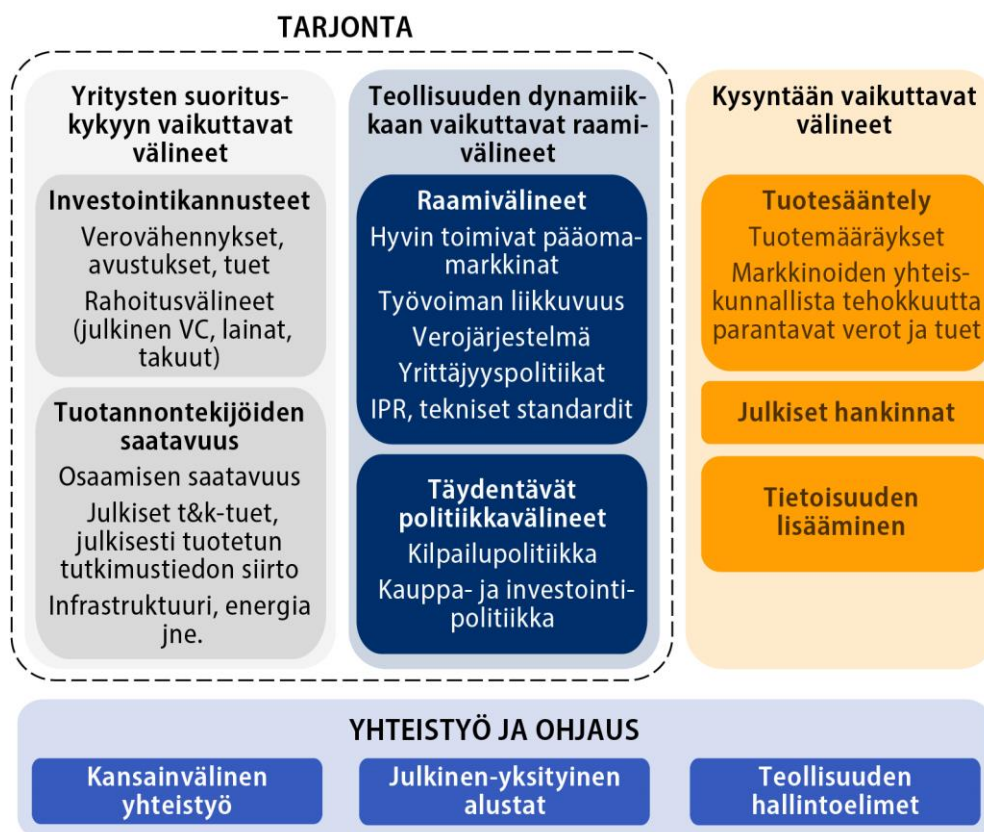 TARJONTA
Yritysten suoritus-
kykyyn vaikuttavat
välineet
Investointikannusteet
Verovähennykset,
avustukset, tuet
Rahoitusvälineet
(julkinen VC, lainat,
takuut)
Tuotannontekijöiden
saatavuus
Osaamisen saatavuus
Julkiset t&k-tuet,
julkisesti tuotetun
tutkimustiedon siirto
Infrastruktuuri, energia
jne.
Teollisuuden dynamiik-
kaan vaikuttavat raami-
välineet
Raamivälineet
Hyvin toimivat pääoma-
markkinat
Työvoiman liikkuvuus
Verojärjestelmä
Yrittäjyyspolitiikat
IPR, tekniset standardit
Täydentävät
politiikkavälineet
Kilpailupolitiikka
Kauppa- ja investointi-
politiikka
Kysyntään vaikuttavat
välineet
Tuotesääntely
Tuotemääräykset
Markkinoiden yhteis-
kunnallista tehokkuutta
parantavat verot ja tuet
Julkiset hankinnat
Tietoisuuden
lisääminen
YHTEISTYÖ JA OHJAUS
Kansainvälinen
yhteistyö
Julkinen-yksityinen
alustat
Teollisuuden
hallintoelimet